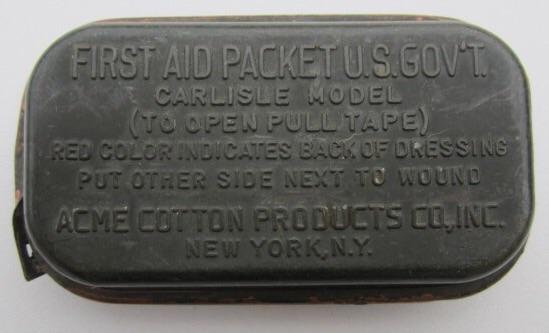 FIRST AID PACKET U.S. GOV'T.
CARLISLE MODEL
(TO OPEN PULL TAPE)
RED COLOR INDICATES BACK OF DRESSING
PUT OTHER SIDE NEXT TO WOUND
ACME COTTON PRODUCTS CO., INC.
NEW YORK, N.Y.